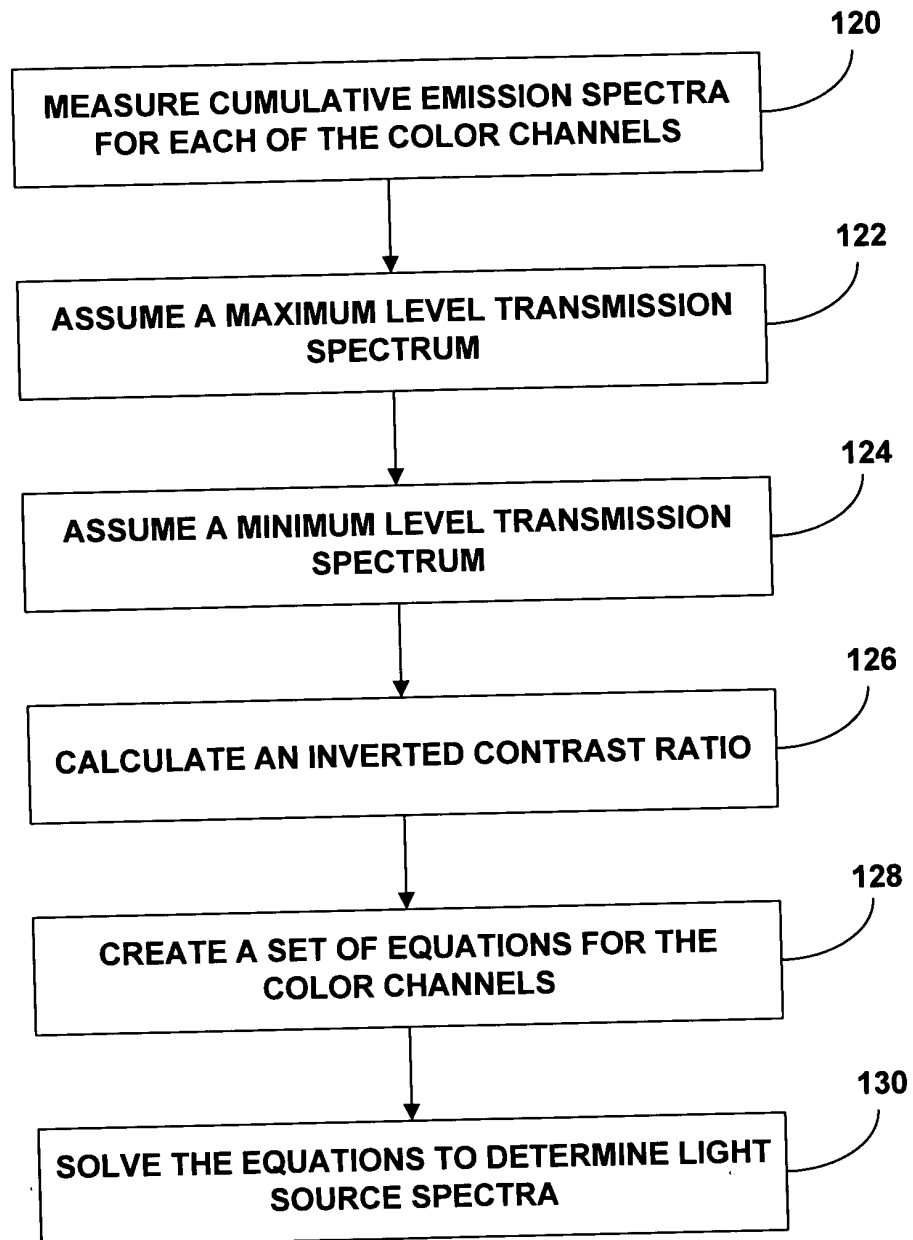 120
MEASURE CUMULATIVE EMISSION SPECTRA
FOR EACH OF THE COLOR CHANNELS
122
ASSUME A MAXIMUM LEVEL TRANSMISSION
SPECTRUM
124
ASSUME A MINIMUM LEVEL TRANSMISSION
SPECTRUM
126
CALCULATE AN INVERTED CONTRAST RATIO
128
CREATE A SET OF EQUATIONS FOR THE
COLOR CHANNELS
130
SOLVE THE EQUATIONS TO DETERMINE LIGHT
SOURCE SPECTRA